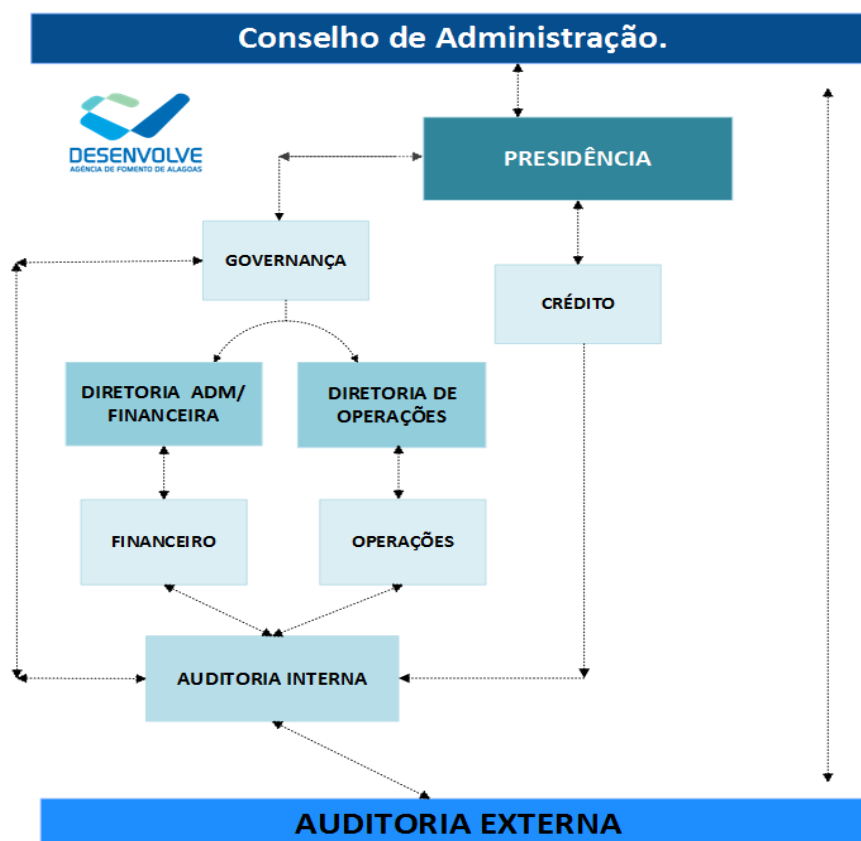 Conselho de Administração.
DESENVOLVE
AGÊNCIA DE FOMENTO DE ALAGOAS
PRESIDÊNCIA
GOVERNANÇA
CRÉDITO
DIRETORIA ADM/
FINANCEIRA
DIRETORIA DE
OPERAÇÕES
FINANCEIRO
OPERAÇÕES
AUDITORIA INTERNA
AUDITORIA EXTERNA